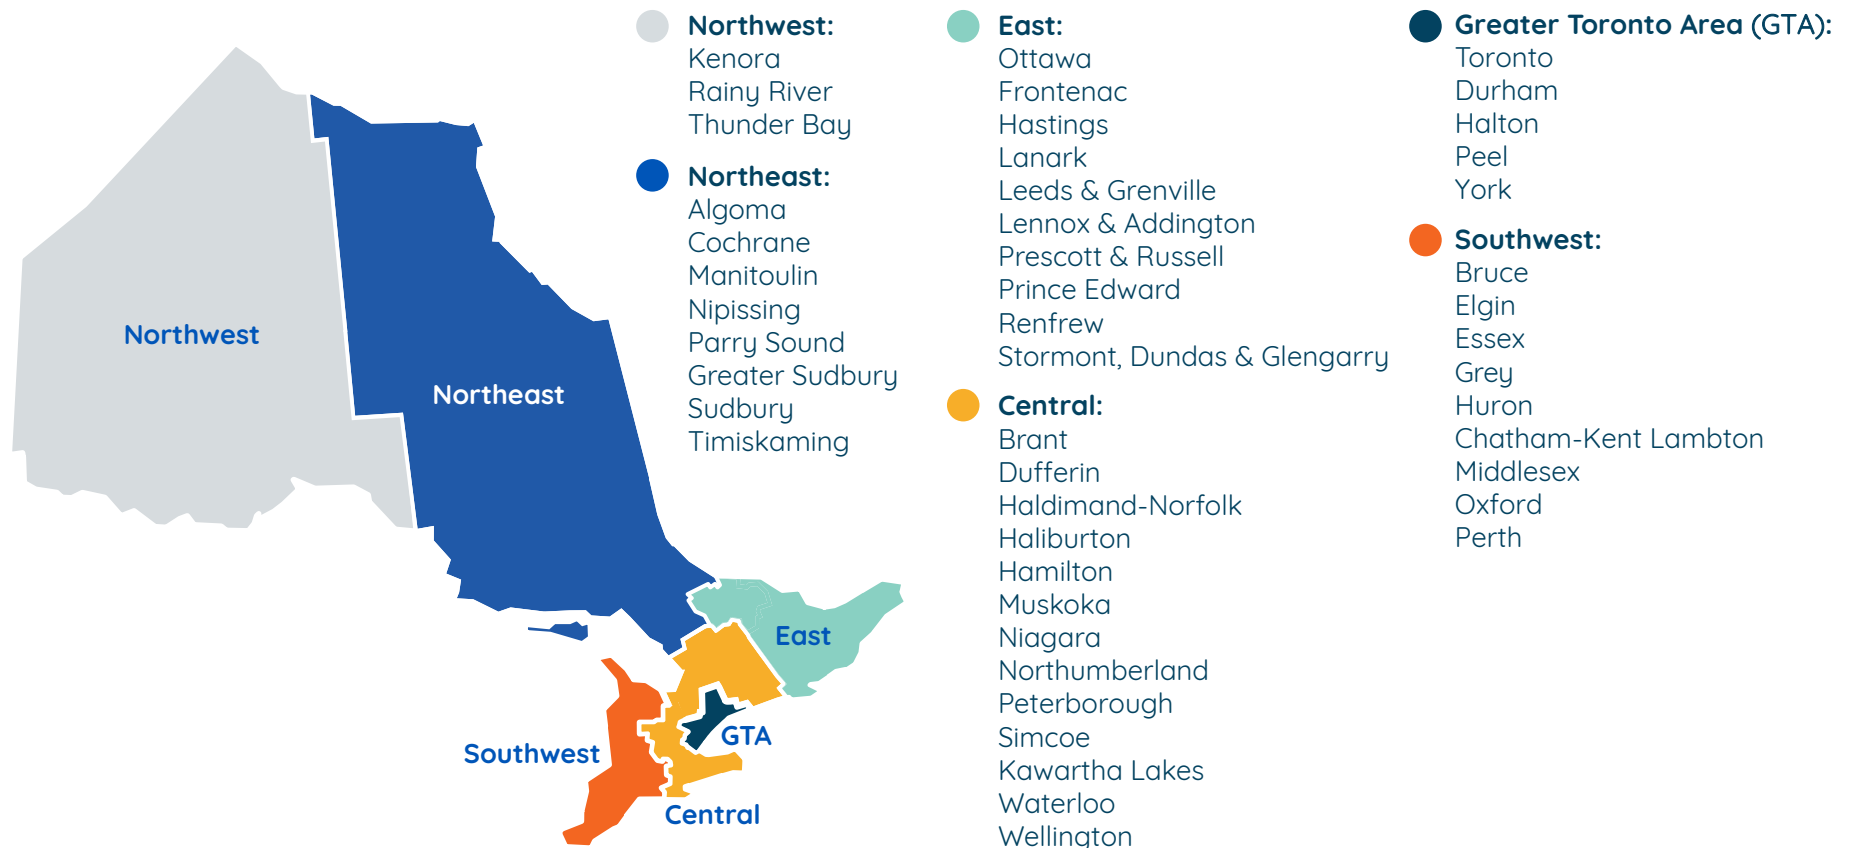 Northwest:
Kenora
Rainy River
Thunder Bay
Northeast:
Algoma
Cochrane
Manitoulin
Nipissing
Parry Sound
Greater Sudbury
Sudbury
Timiskaming
East:
Ottawa
Frontenac
Hastings
Lanark
Leeds & Grenville
Lennox & Addington
Prescott & Russell
Prince Edward
Renfrew
Stormont, Dundas & Glengarry
Central:
Brant
Dufferin
Haldimand-Norfolk
Haliburton
Hamilton
Muskoka
Niagara
Northumberland
Peterborough
Simcoe
Kawartha Lakes
Waterloo
Wellington
Greater Toronto Area (GTA):
Toronto
Durham
Halton
Peel
York
Southwest:
Bruce
Elgin
Essex
Grey
Huron
Chatham-Kent Lambton
Middlesex
Oxford
Perth
Northwest
Northeast
East
GTA
Southwest
Central